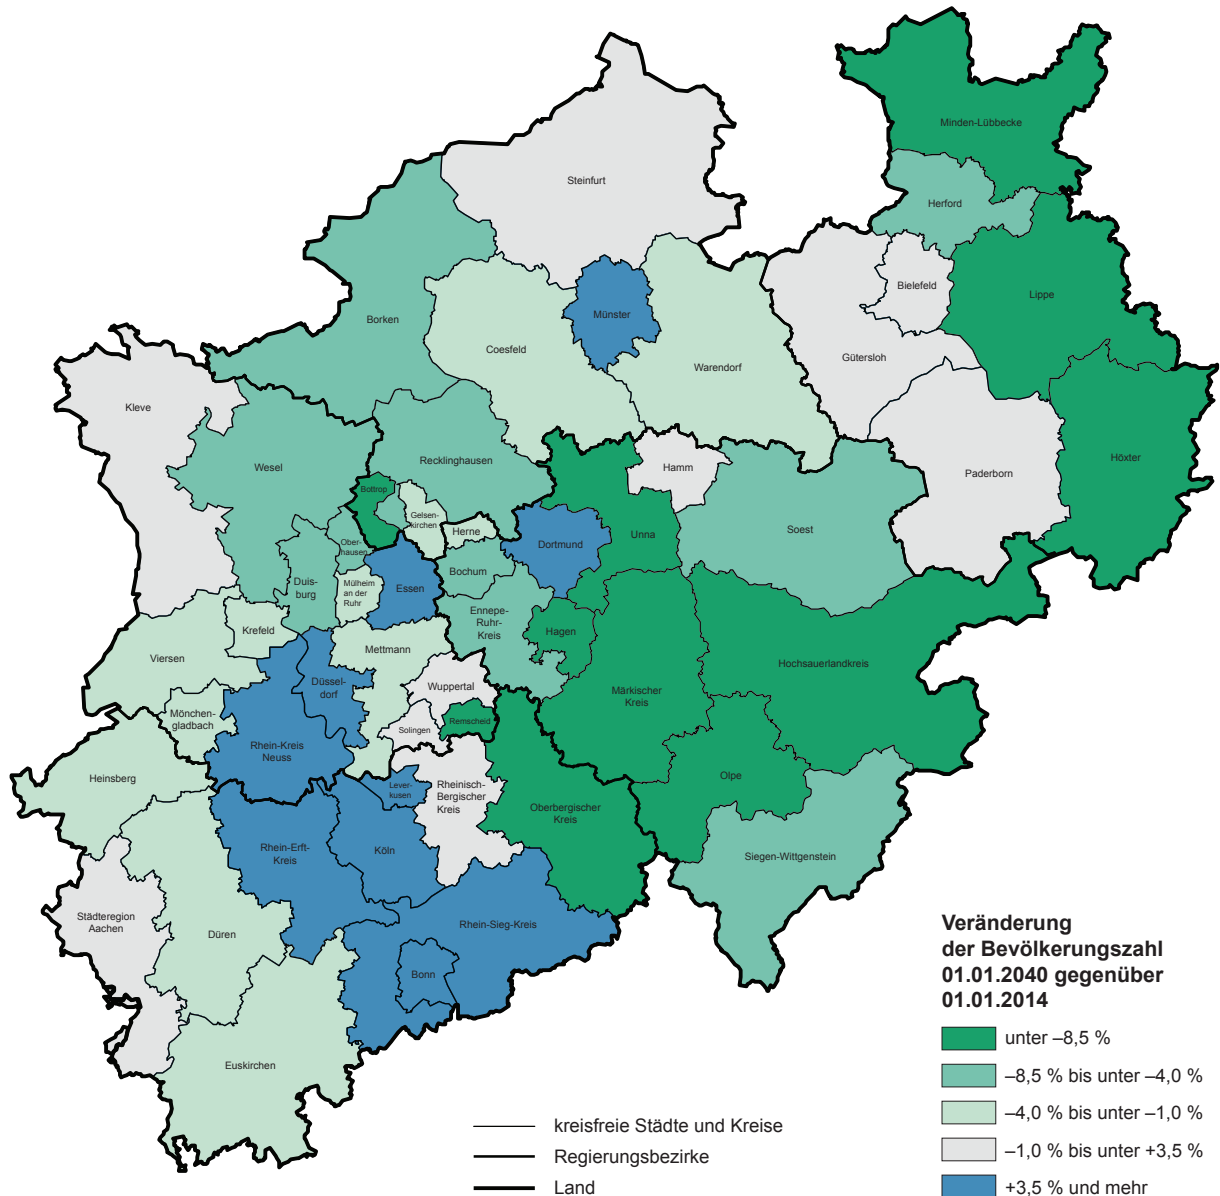 Minden-Lübbecke
Steinfurt
Herford
Bielefeld
Lippe
Münster
Borken
Coesfeld
Gütersloh
Warendorf
Kleve
Recklinghausen
Wesel
Hamm
Paderborn
Höxter
Bottrop
Gelsen-
kirchen
Herne
Unna
Soest
Dortmund
Ober-
hausen
Bochum
Duis-
burg
Mülheim
an der
Ruhr
Essen
Ennepe-
Ruhr-
Kreis
Hagen
Krefeld
Mettmann
Viersen
Hochsauerlandkreis
Düssel-
dorf
Wuppertal
Märkischer
Kreis
Mönchen-
gladbach
Solingen
Remscheid
Rhein-Kreis
Neuss
Heinsberg
Olpe
Lever-
kusen
Rheinisch-
Bergischer
Kreis
Oberbergischer
Kreis
Rhein-Erft-
Kreis
Köln
Siegen-Wittgenstein
Städteregion
Aachen
Düren
Rhein-Sieg-Kreis
Bonn
Euskirchen
Veränderung
der Bevölkerungszahl
01.01.2040 gegenüber
01.01.2014
unter –8,5 %
–8,5 % bis unter –4,0 %
–4,0 % bis unter –1,0 %
–1,0 % bis unter +3,5 %
+3,5 % und mehr
kreisfreie Städte und Kreise
Regierungsbezirke
Land